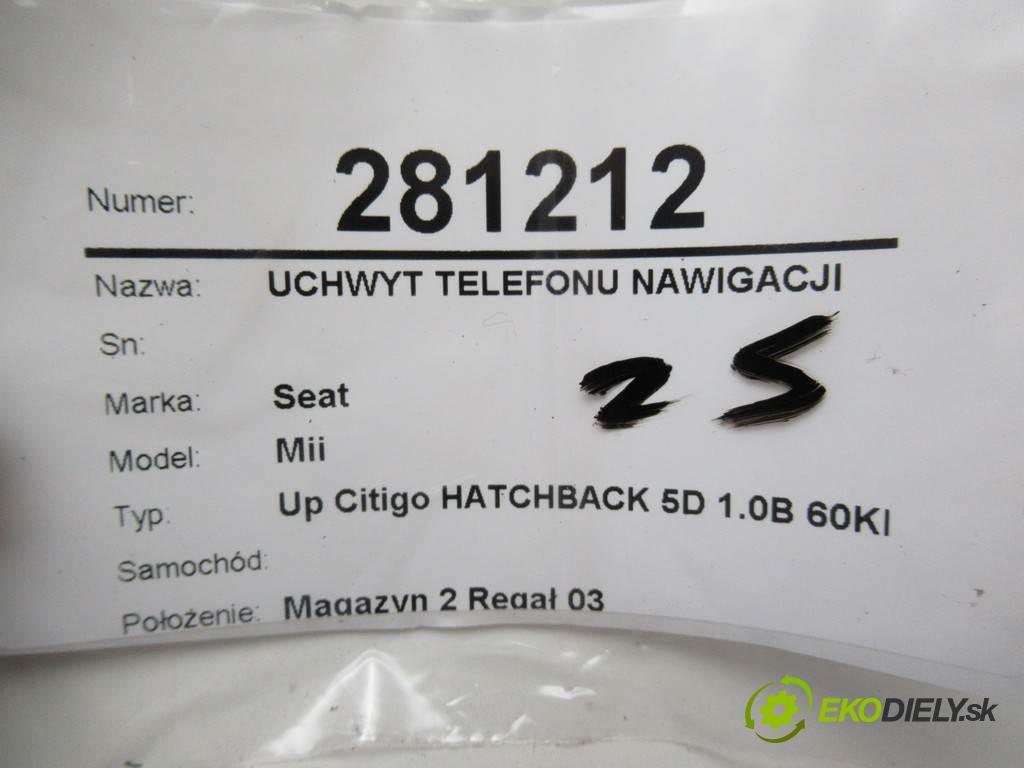 Numer: 281212
Nazwa: UCHWYT TELEFONU NAWIGACJI
Sn:
25
Marka: Seat
Model: Mii
Typ: Up Citigo HATCHBACK 5D 1.0B 60KI
Samochód:
Położenie: Magazyn 2 Regał 03
EKODIELY.sk